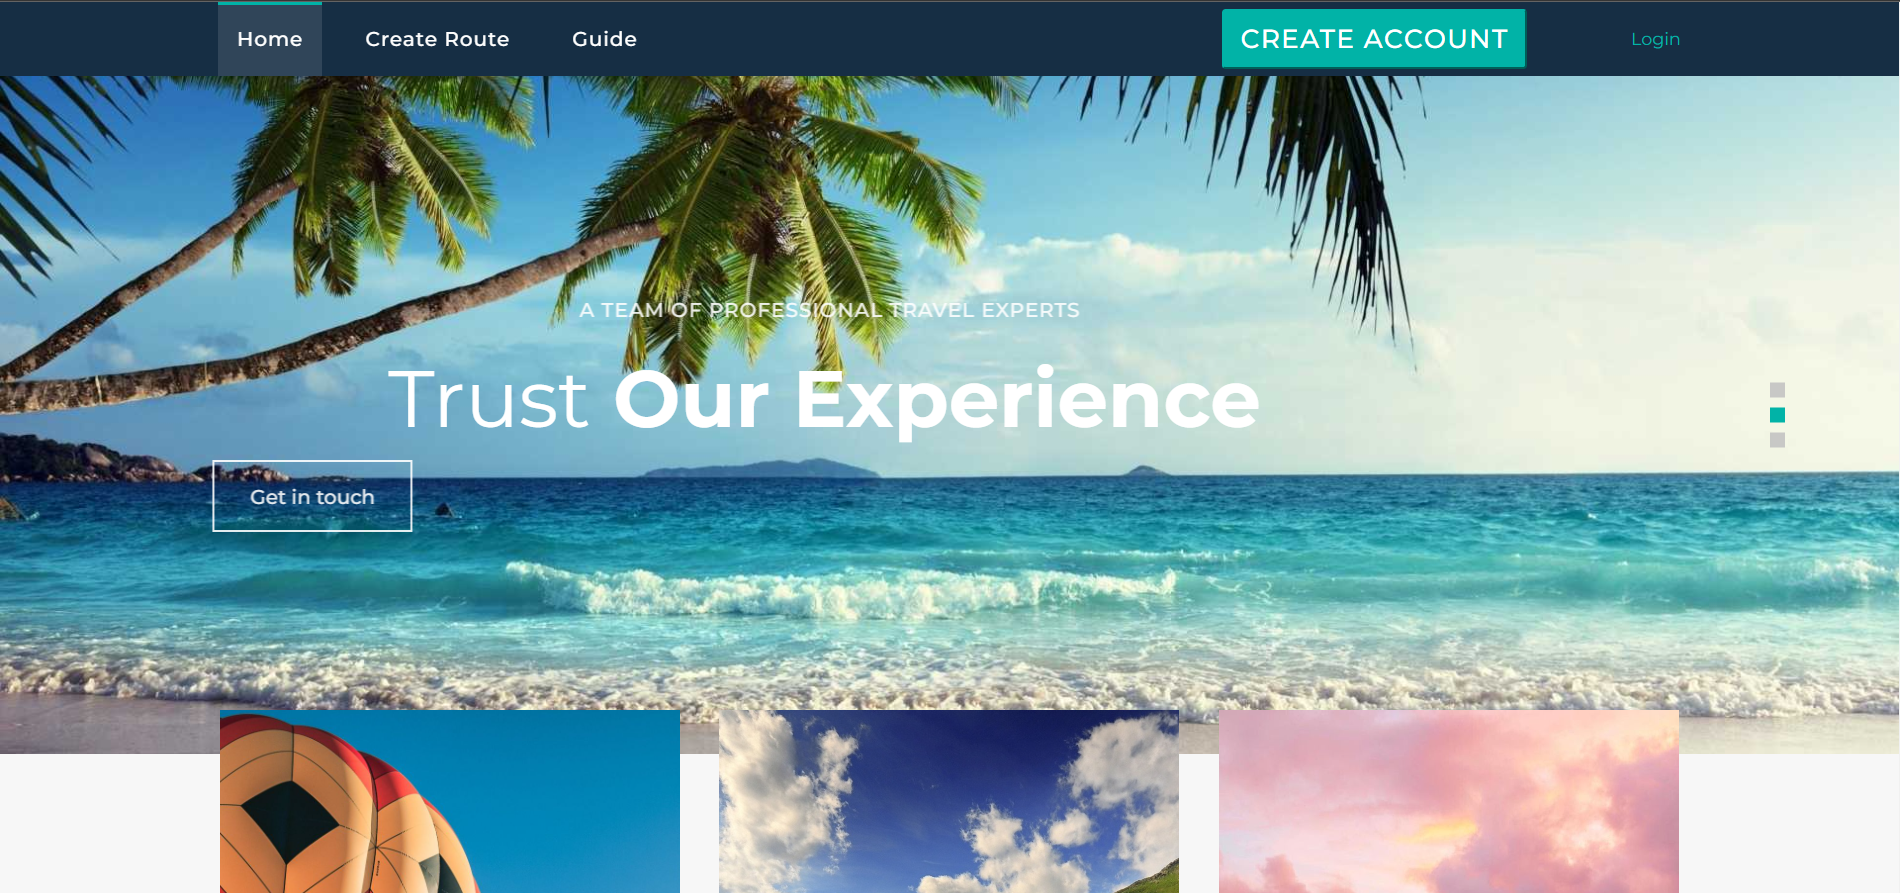 Home Create Route Guide CREATE ACCOUNT Login
A TEAM OF PROFESSIONAL TRAVEL EXPERTS
Trust Our Experience
Get in touch